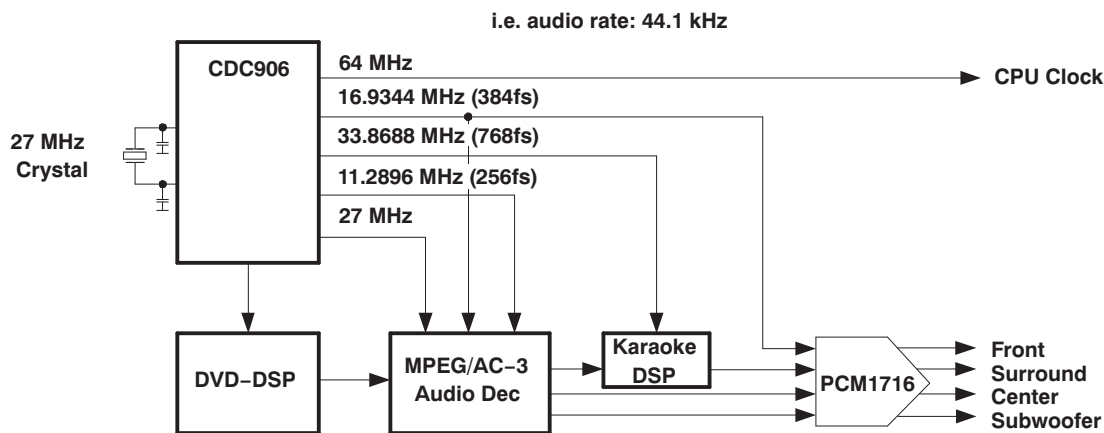 i.e. audio rate: 44.1 kHz
CDC906
64 MHz
CPU Clock
16.9344 MHz (384fs)
33.8688 MHz (768fs)
27 MHz
Crystal
11.2896 MHz (256fs)
27 MHz
DVD−DSP
MPEG/AC−3
Audio Dec
Karaoke
DSP
PCM1716
Front
Surround
Center
Subwoofer